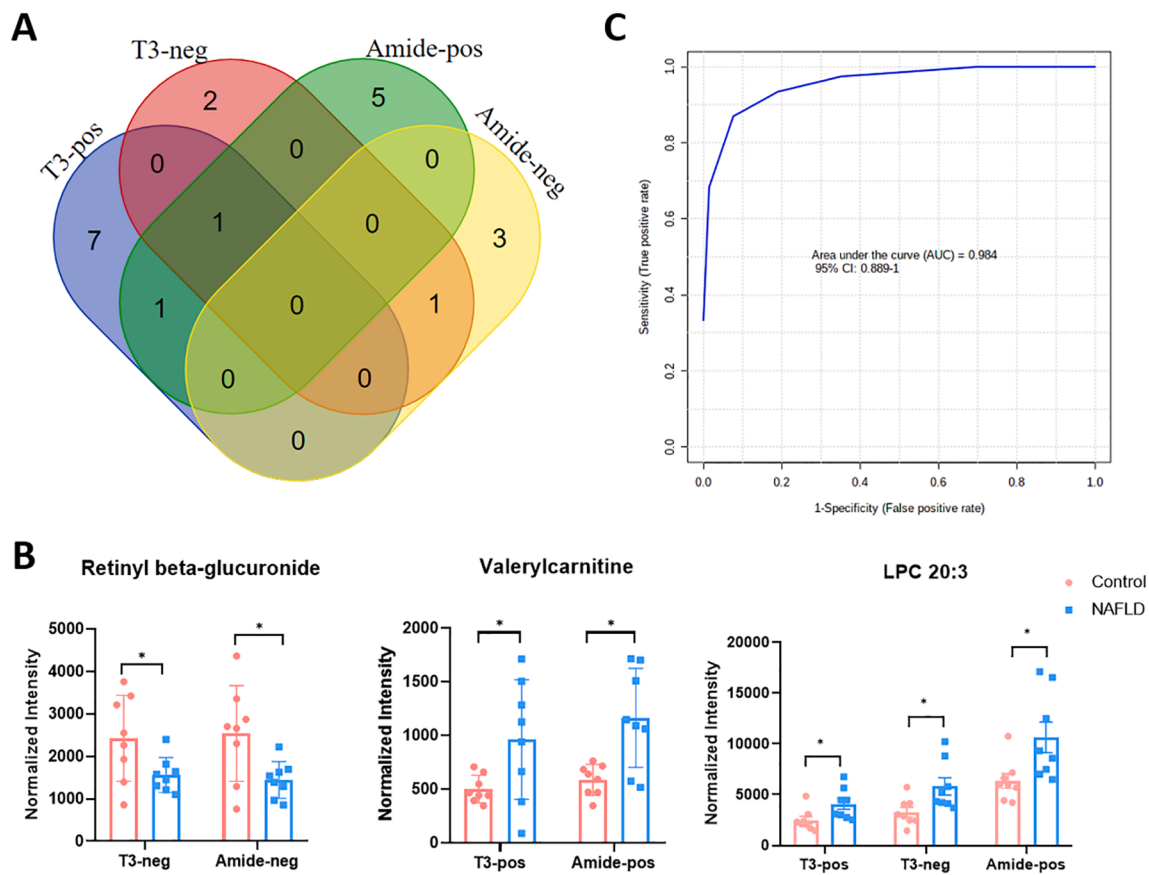 A
T3-neg
Amide-pos
T3-pos
Amide-neg
2
5
0
0
0
7
1
0
3
1
0
1
0
0
0
C
1.0
0.8
0.6
0.4
0.2
0.0
Sensitivity (True positive rate)
Area under the curve (AUC) = 0.984
95% CI: 0.889-1
0.0 0.2 0.4 0.6 0.8 1.0
1-Specificity (False positive rate)
B
Retinyl beta-glucuronide
Normalized Intensity
5000
4000
3000
2000
1000
0
*
*
T3-neg Amide-neg
Valerylcarnitine
Normalized Intensity
2000
1500
1000
500
0
*
*
T3-pos Amide-pos
LPC 20:3
Normalized Intensity
20000
15000
10000
5000
0
*
*
*
T3-pos T3-neg Amide-pos
Control
NAFLD